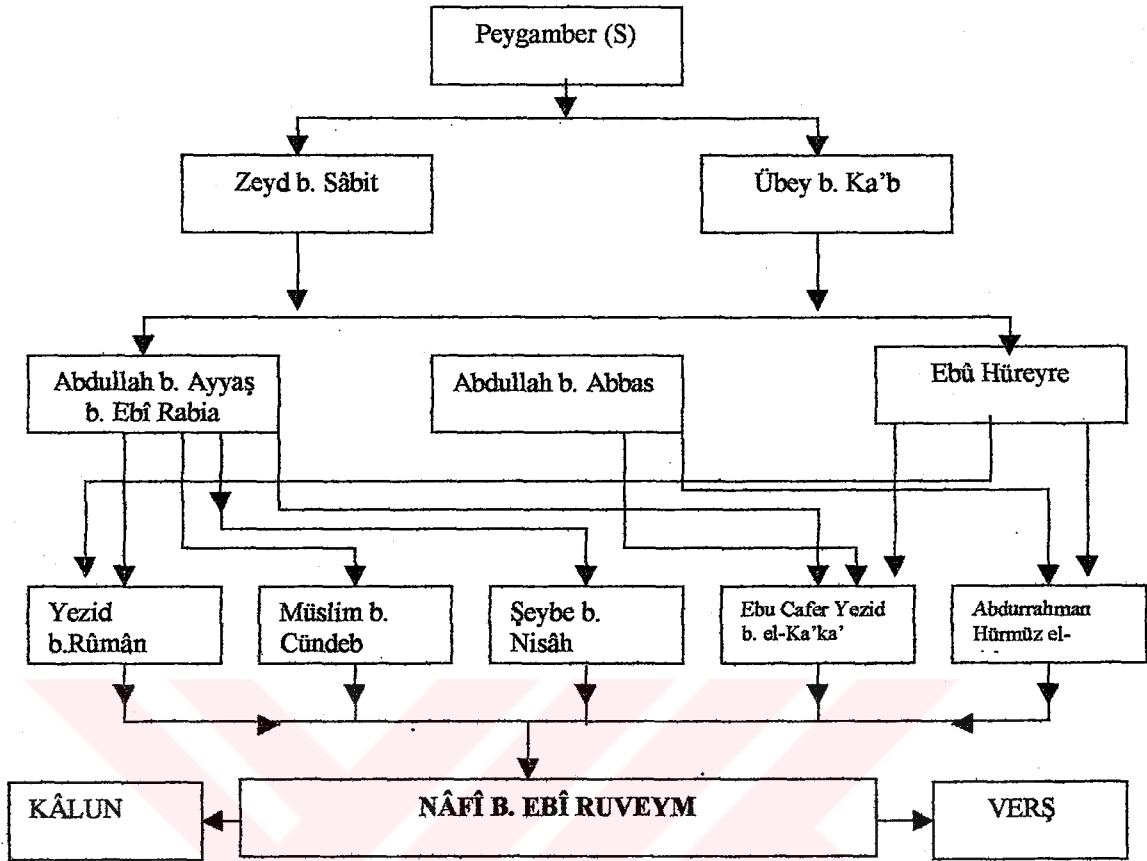 Peygamber (S)
Zeyd b. Sâbit
Übey b. Ka’b
Abdullah b. Ayyaş
b. Ebî Rabia
Abdullah b. Abbas
Ebû Hüreyre
Yezid
b.Rûmân
Müslim b.
Cündeb
Şeybe b.
Nisâh
Ebu Cafer Yezid
b. el-Ka’ka’
Abdurrahman
Hürmüz el-
KÂLUN
NÂFÎ B. EBÎ RUVEYM
VERŞ